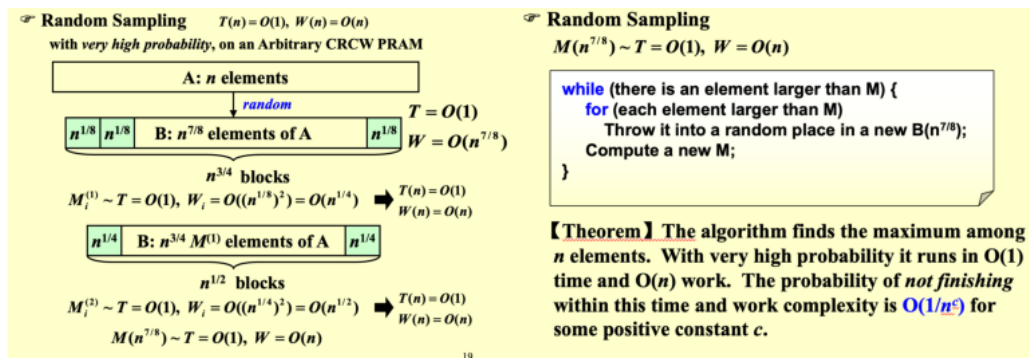 ☞ Random Sampling T(n) = O(1), W(n) = O(n)
with very high probability, on an Arbitrary CRCW PRAM
A: n elements
random
T = O(1)
n^{1/8} n^{1/8} B: n^{7/8} elements of A n^{1/8}
W = O(n^{7/8})
n^{3/4} blocks
M_i^{(1)} ~ T = O(1), W_i = O((n^{1/8})^2) = O(n^{1/4}) ➡ T(n) = O(1)
W(n) = O(n)
n^{1/4} B: n^{3/4} M^{(1)} elements of A n^{1/4}
n^{1/2} blocks
M_i^{(2)} ~ T = O(1), W_i = O((n^{1/4})^2) = O(n^{1/2}) ➡ T(n) = O(1)
W(n) = O(n)
M(n^{7/8}) ~ T = O(1), W = O(n)
19
☞ Random Sampling
M(n^{7/8}) ~ T = O(1), W = O(n)
while (there is an element larger than M) {
for (each element larger than M)
Throw it into a random place in a new B(n^{7/8});
Compute a new M;
}
【Theorem】The algorithm finds the maximum among
n elements. With very high probability it runs in O(1)
time and O(n) work. The probability of not finishing
within this time and work complexity is O(1/n^c) for
some positive constant c.